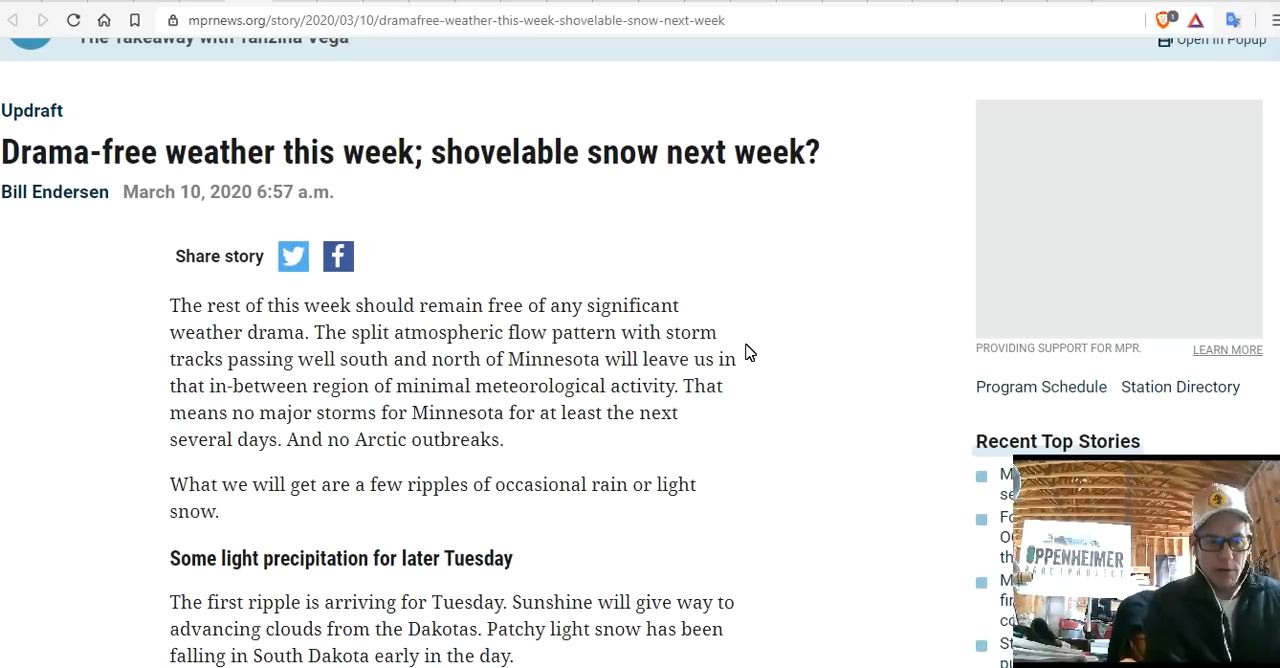 mprnews.org/story/2020/03/10/dramafree-weather-this-week-shovelable-snow-next-week
1
The Takeaway with Tanzina Vega
Open in Popup
Updraft
Drama-free weather this week; shovelable snow next week?
Bill Endersen March 10, 2020 6:57 a.m.
Share story
The rest of this week should remain free of any significant
weather drama. The split atmospheric flow pattern with storm
tracks passing well south and north of Minnesota will leave us in
that in-between region of minimal meteorological activity. That
means no major storms for Minnesota for at least the next
several days. And no Arctic outbreaks.
What we will get are a few ripples of occasional rain or light
snow.
Some light precipitation for later Tuesday
The first ripple is arriving for Tuesday. Sunshine will give way to
advancing clouds from the Dakotas. Patchy light snow has been
falling in South Dakota early in the day.
PROVIDING SUPPORT FOR MPR. LEARN MORE
Program Schedule Station Directory
Recent Top Stories
OPPENHEIMER